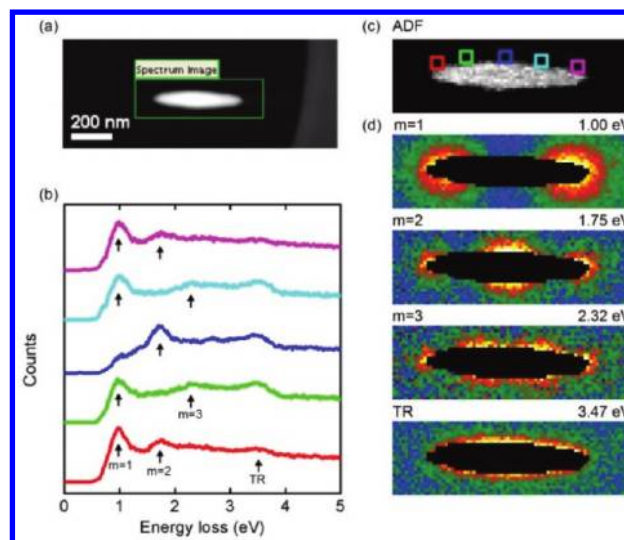 (a)
Spectrum Image
200 nm
(b)
Counts
m=3
m=1
m=2
TR
0 1 2 3 4 5
Energy loss (eV)
(c) ADF
(d) m=1 1.00 eV
m=2 1.75 eV
m=3 2.32 eV
TR 3.47 eV